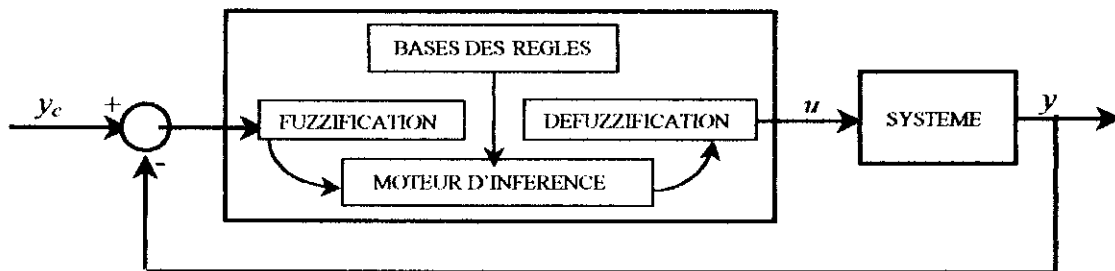 BASES DES REGLES
y_c
+
-
FUZZIFICATION
DEFUZZIFICATION
u
SYSTEME
y
MOTEUR D'INFERENCE